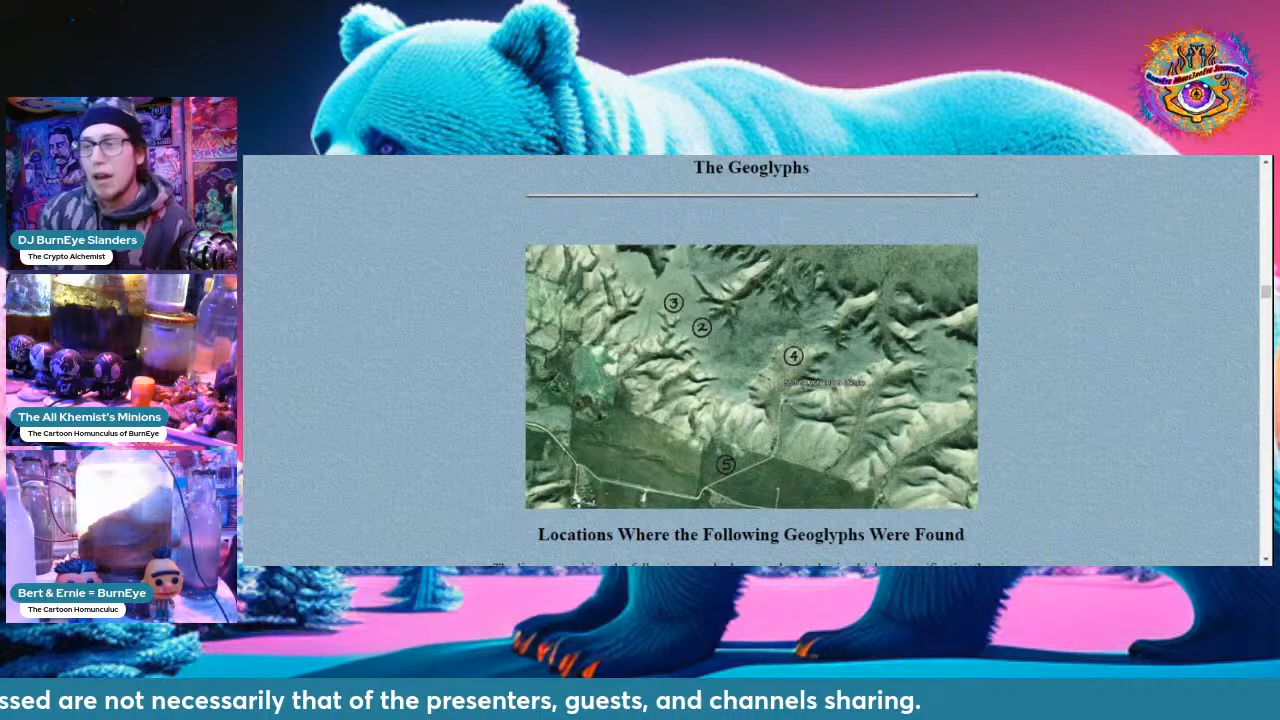 The Geoglyphs
DJ BurnEye Slanders
The Crypto Alchemist
The All Khemist's Minions
The Cartoon Homunculus of BurnEye
Bert & Ernie = BurnEye
The Cartoon Homunculuc
3
2
4
5
Locations Where the Following Geoglyphs Were Found
ssed are not necessarily that of the presenters, guests, and channels sharing.